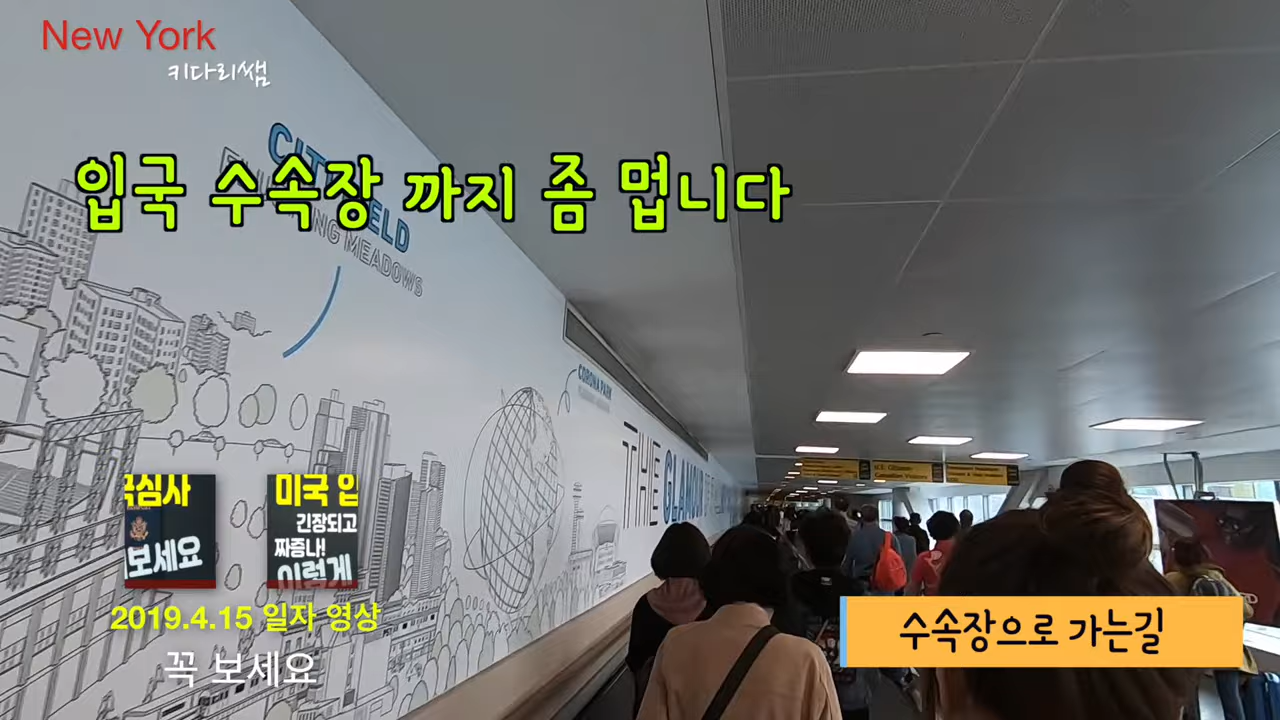 New York
키다리쌤
입국 수속장 까지 좀 멉니다
CITI FIELD
FLUSHING MEADOWS
CORONA PARK
THE
GLAMOUR
국심사
보세요
미국 입
긴장되고
짜증나!
이렇게
2019.4.15 일자 영상
꼭 보세요
수속장으로 가는길